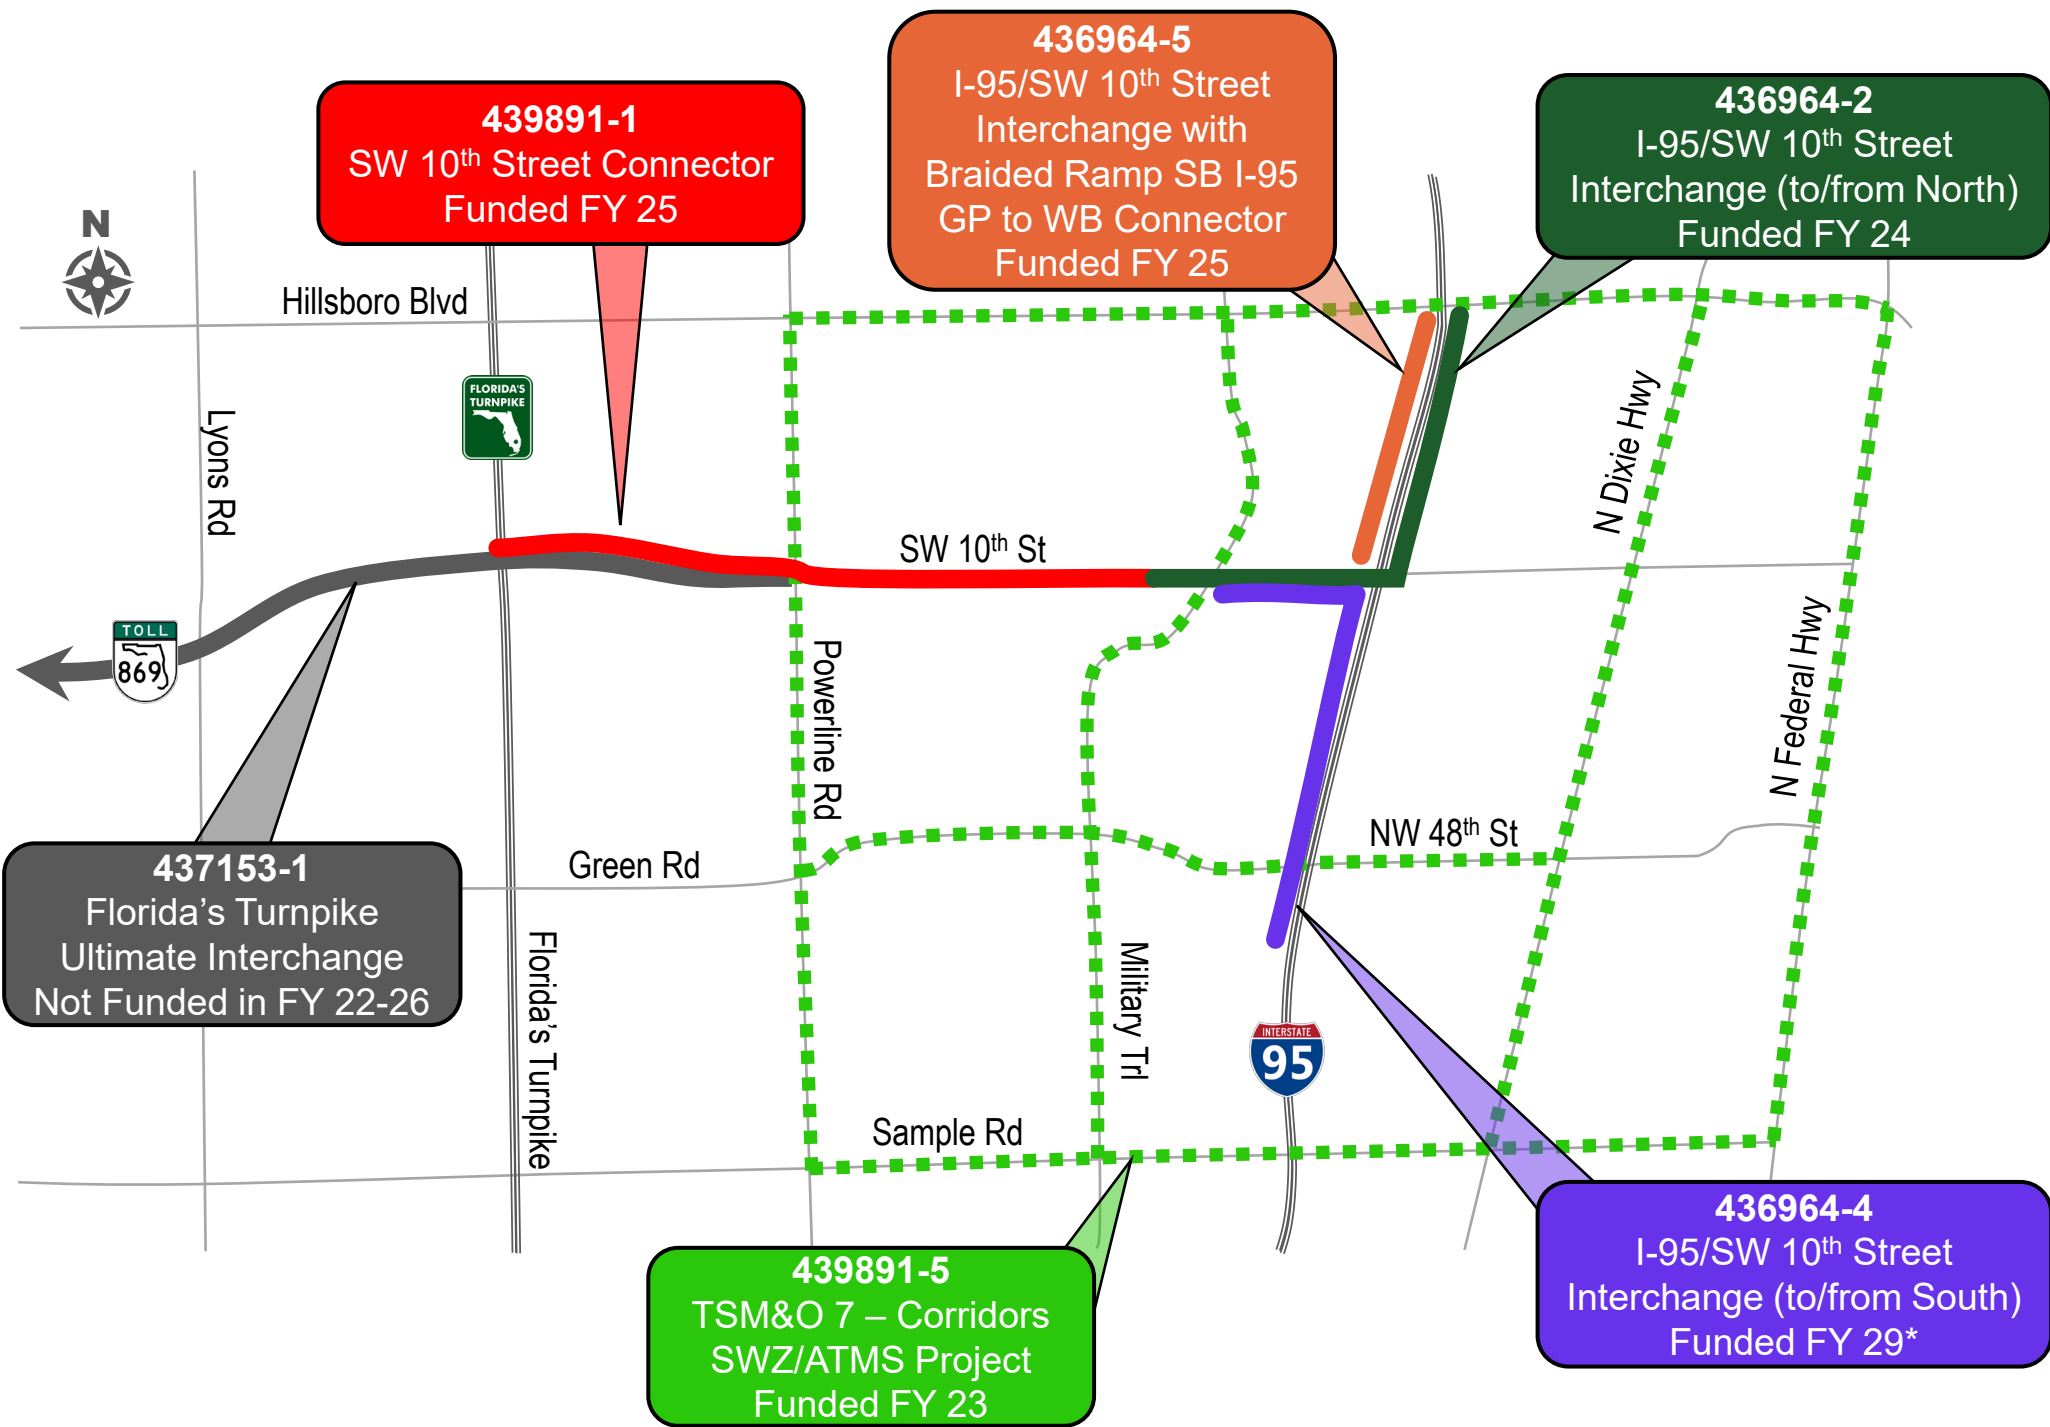 436964-5
I-95/SW 10th Street
Interchange with
Braided Ramp SB I-95
GP to WB Connector
Funded FY 25
439891-1
SW 10th Street Connector
Funded FY 25
436964-2
I-95/SW 10th Street
Interchange (to/from North)
Funded FY 24
N
Hillsboro Blvd
FLORIDA'S
TURNPIKE
Lyons Rd
N Dixie Hwy
SW 10th St
TOLL
869
Powerline Rd
N Federal Hwy
NW 48th St
Green Rd
437153-1
Florida's Turnpike
Ultimate Interchange
Not Funded in FY 22-26
Florida's Turnpike
Military Trl
INTERSTATE
95
Sample Rd
436964-4
I-95/SW 10th Street
Interchange (to/from South)
Funded FY 29*
439891-5
TSM&O 7 – Corridors
SWZ/ATMS Project
Funded FY 23